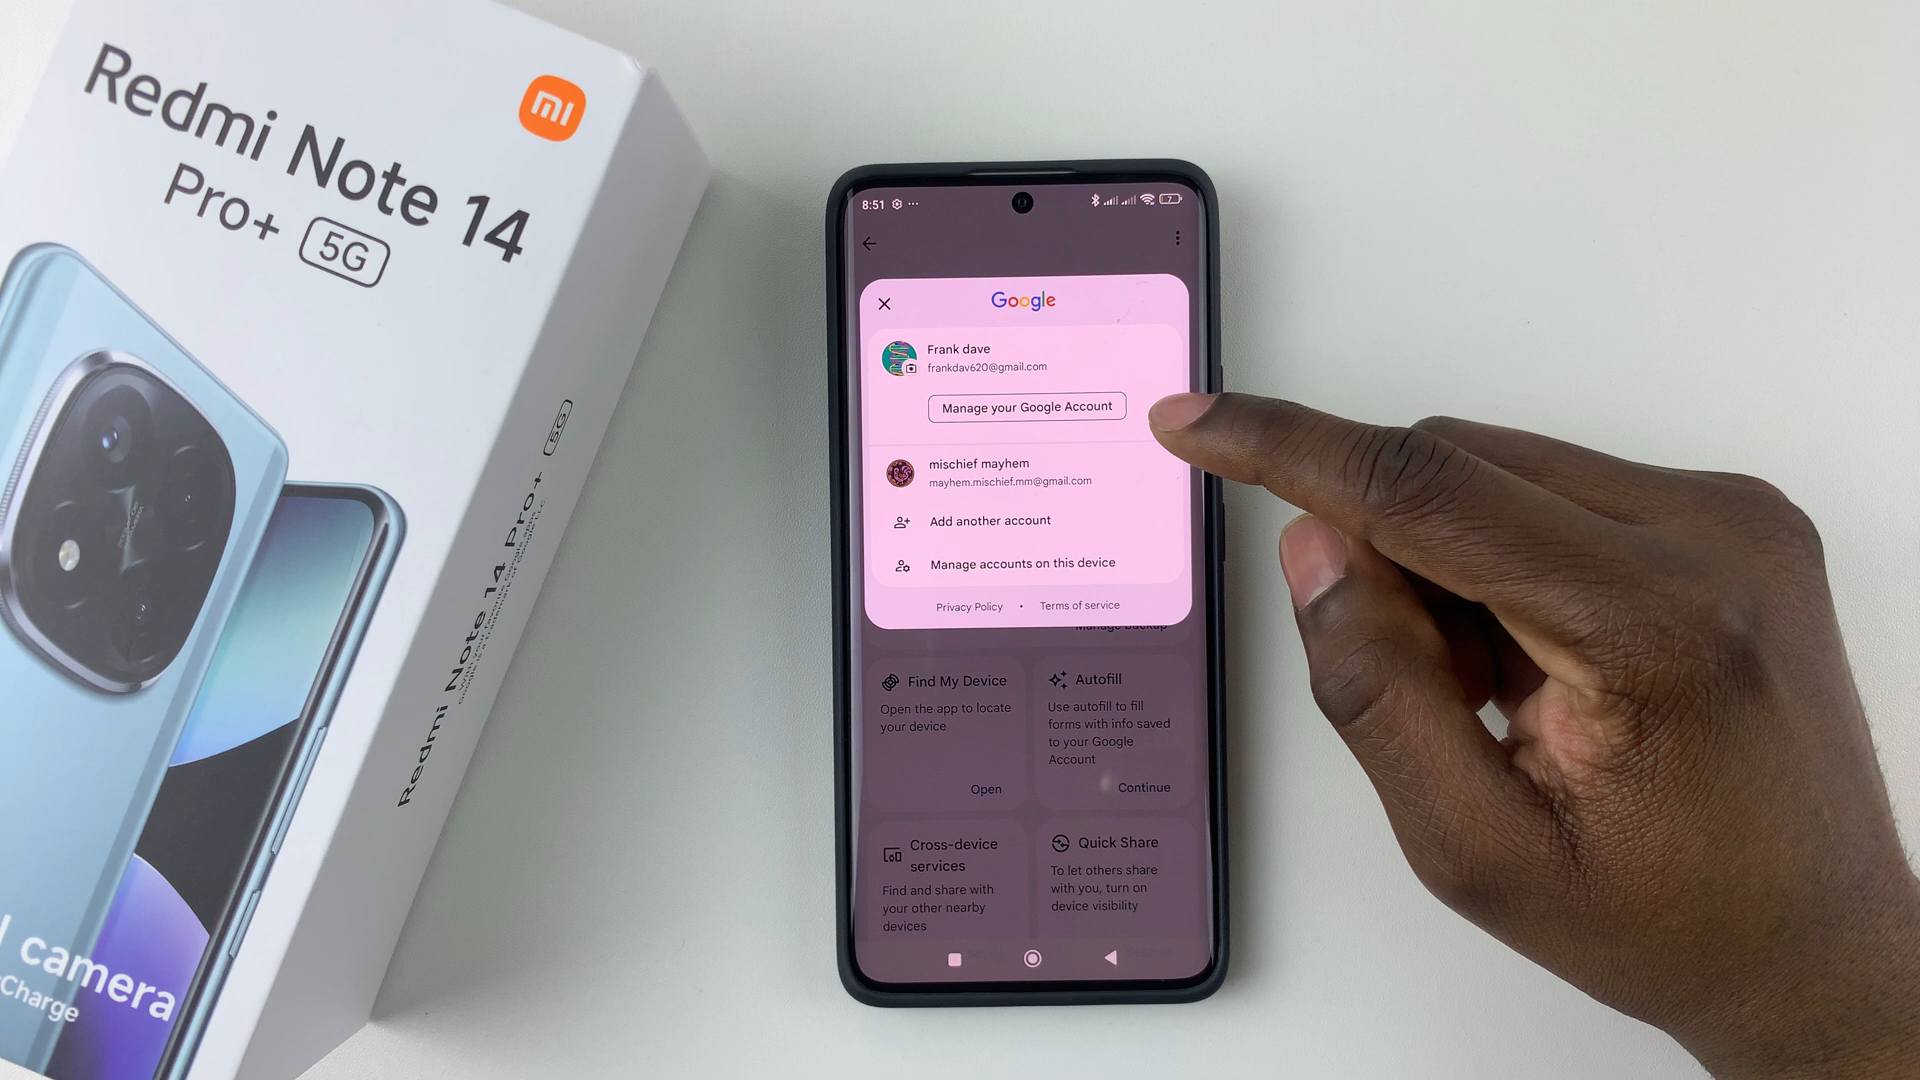 Redmi Note 14
Pro+ 5G
Redmi Note 14 Pro+ 5G
camera
Charge
8:51
7
Google
Frank dave
frankdav620@gmail.com
Manage your Google Account
mischief mayhem
mayhem.mischief.mm@gmail.com
Add another account
Manage accounts on this device
Privacy Policy • Terms of service
Manage backup
Find My Device
Open the app to locate
your device
Open
Autofill
Use autofill to fill
forms with info saved
to your Google
Account
Continue
Cross-device
services
Find and share with
your other nearby
devices
Quick Share
To let others share
with you, turn on
device visibility